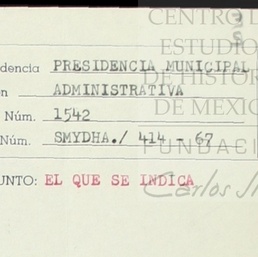 CENTRO D
ESTUDIO
DE HISTOR
DE MEXIC
FUNDACI
Carlos
dencia PRESIDENCIA MUNICIPAL
n ADMINISTRATIVA
Núm. 1542
Núm. SMYDHA./ 414 - 67
UNTO: EL QUE SE INDICA